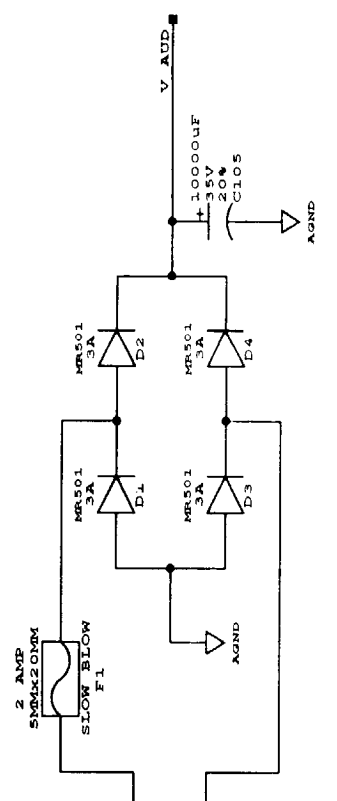 V AUD
+
10000uF
35V
20%
C105
AGND
MR501
3A
D2
MR501
3A
D4
MR501
3A
D1
MR501
3A
D3
AGND
2 AMP
5MMx20MM
SLOW BLOW
F1